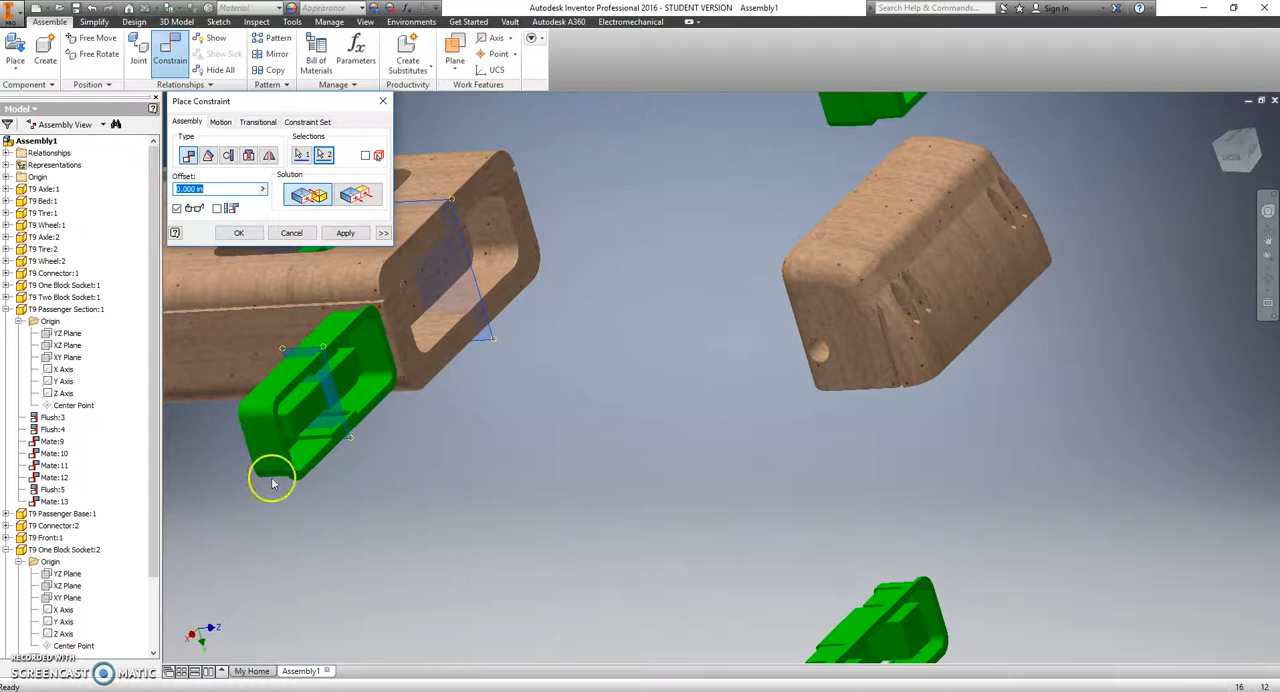 PRO
Material
Appearance
Autodesk Inventor Professional 2016 - STUDENT VERSION Assembly1
Search Help & Commands...
Sign In
Assemble Simplify Design 3D Model Sketch Inspect Tools Manage View Environments Get Started Vault Autodesk A360 Electromechanical
Free Move
Free Rotate
Show
Show Sick
Hide All
Pattern
Mirror
Copy
Axis
Point
UCS
Place Create Joint Constrain Bill of Materials Parameters Create Substitutes Plane
Component Position Relationships Pattern Manage Productivity Work Features
Place Constraint
Assembly Motion Transitional Constraint Set
Type
Selections
1 2
Offset:
0.000 in
Solution
OK Cancel Apply >>
Model
Assembly View
Assembly1
Relationships
Representations
Origin
T9 Axle:1
T9 Bed:1
T9 Tire:1
T9 Wheel:1
T9 Axle:2
T9 Tire:2
T9 Wheel:2
T9 Connector:1
T9 One Block Socket:1
T9 Two Block Socket:1
T9 Passenger Section:1
Origin
YZ Plane
XZ Plane
XY Plane
X Axis
Y Axis
Z Axis
Center Point
Flush:3
Flush:4
Mate:9
Mate:10
Mate:11
Mate:12
Flush:5
Mate:13
T9 Passenger Base:1
T9 Connector:2
T9 Front:1
T9 One Block Socket:2
Origin
YZ Plane
XZ Plane
XY Plane
X Axis
Y Axis
Z Axis
Center Point
RIGHT
X
Y
Z
RECORDED WITH
SCREENCAST MATIC
My Home Assembly1
Ready
16 12